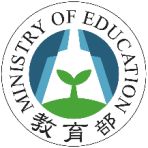 MINISTRY OF EDUCATION
教育部